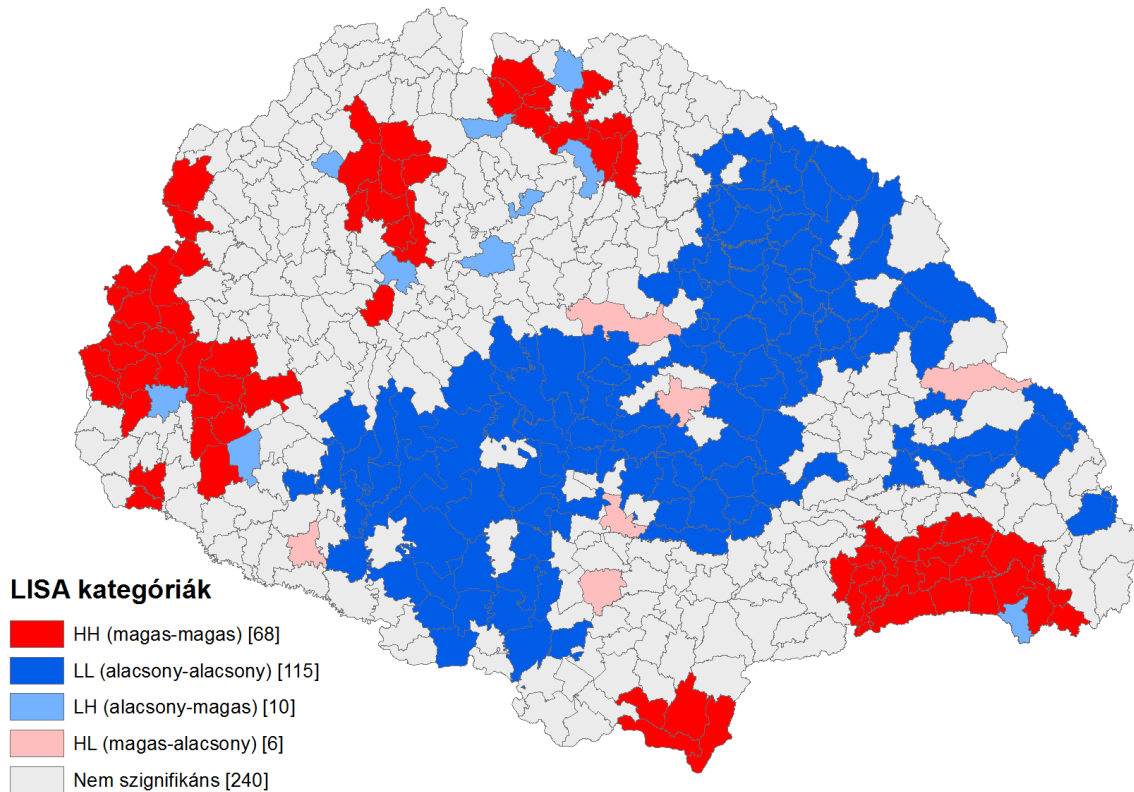 LISA kategóriák
HH (magas-magas) [68]
LL (alacsony-alacsony) [115]
LH (alacsony-magas) [10]
HL (magas-alacsony) [6]
Nem szignifikáns [240]